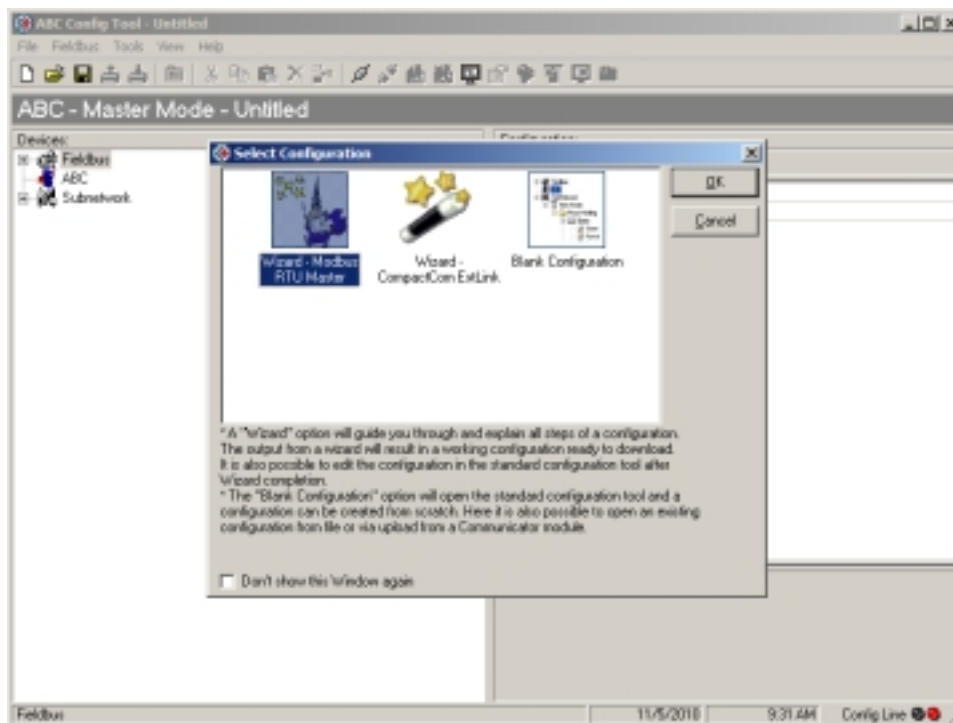 ABC Config Tool - Untitled
File Fieldbus Tools View Help
ABC - Master Mode - Untitled
Devices:
Fieldbus
ABC
Subnetwork
Configuration:
Select Configuration
Wizard - Modbus
RTU Master
Wizard -
CompactCom ExtLink
Blank Configuration
OK
Cancel
* A "Wizard" option will guide you through and explain all steps of a configuration.
The output from a wizard will result in a working configuration ready to download.
It is also possible to edit the configuration in the standard configuration tool after
Wizard completion.
* The "Blank Configuration" option will open the standard configuration tool and a
configuration can be created from scratch. Here it is also possible to open an existing
configuration from file or via upload from a Communicator module.
Don't show this Window again
Fieldbus
11/5/2010
9:31 AM
Config Line